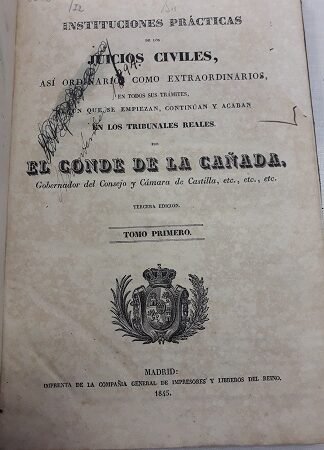 INSTITUCIONES PRÁCTICAS
DE LOS
JUICIOS CIVILES,
ASÍ ORDINARIOS COMO EXTRAORDINARIOS,
EN TODOS SUS TRÁMITES,
QUE SE EMPIEZAN, CONTINÚAN Y ACABAN
EN LOS TRIBUNALES REALES.
POR
EL CONDE DE LA CAÑADA,
Gobernador del Consejo y Cámara de Castilla, etc., etc., etc.
TERCERA EDICION.
TOMO PRIMERO.
MADRID:
IMPRENTA DE LA COMPAÑIA GENERAL DE IMPRESORES Y LIBREROS DEL REINO.
1845.